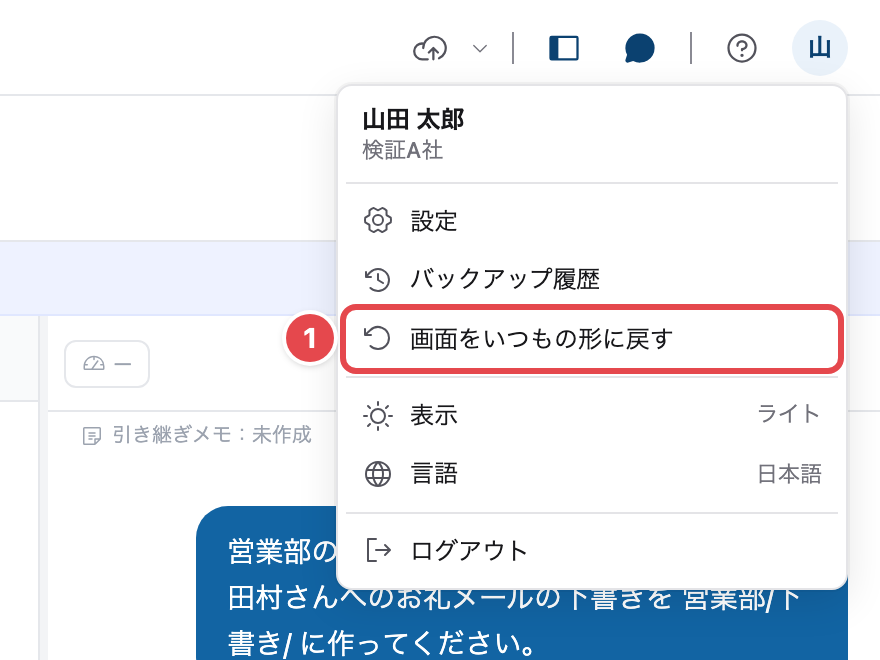 山
山田 太郎
検証A社
設定
バックアップ履歴
1
画面をいつもの形に戻す
表示 ライト
言語 日本語
ログアウト
引き継ぎメモ：未作成
営業部の
田村さんへのお礼メールの下書きを 営業部/下
書き/ に作ってください。